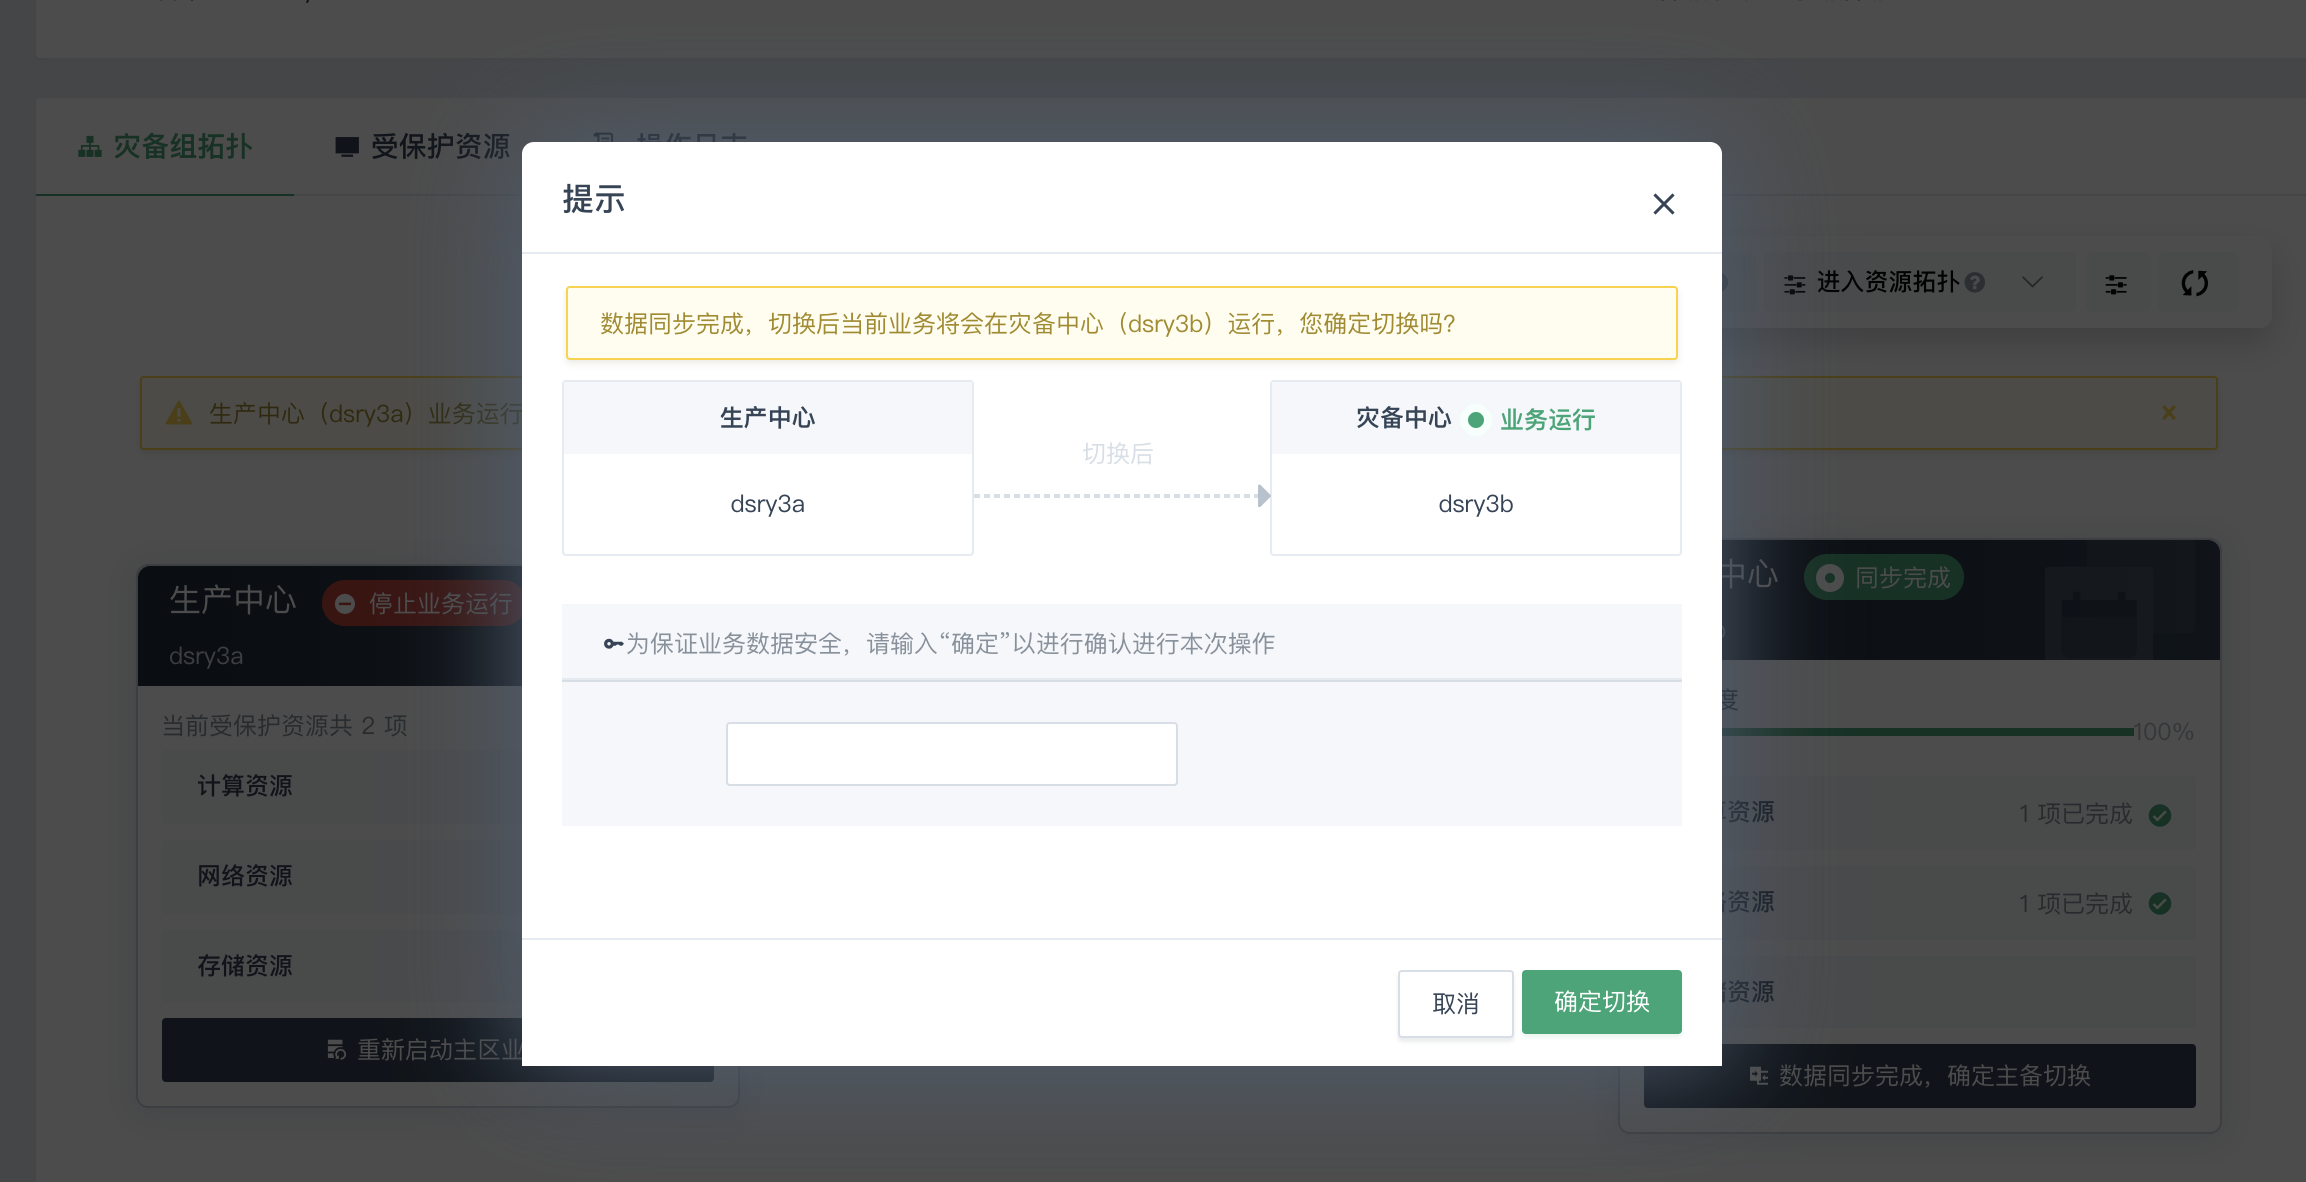 灾备组拓扑
受保护资源
操作日志
提示
进入资源拓扑
数据同步完成，切换后当前业务将会在灾备中心（dsry3b）运行，您确定切换吗?
生产中心（dsry3a）业务运行
生产中心
灾备中心
业务运行
切换后
dsry3a
dsry3b
生产中心
停止业务运行
dsry3a
中心
同步完成
为保证业务数据安全，请输入“确定”以进行确认进行本次操作
当前受保护资源共 2 项
度
100%
计算资源
资源
1 项已完成
网络资源
资源
1 项已完成
存储资源
资源
取消
确定切换
重新启动主区业
数据同步完成，确定主备切换